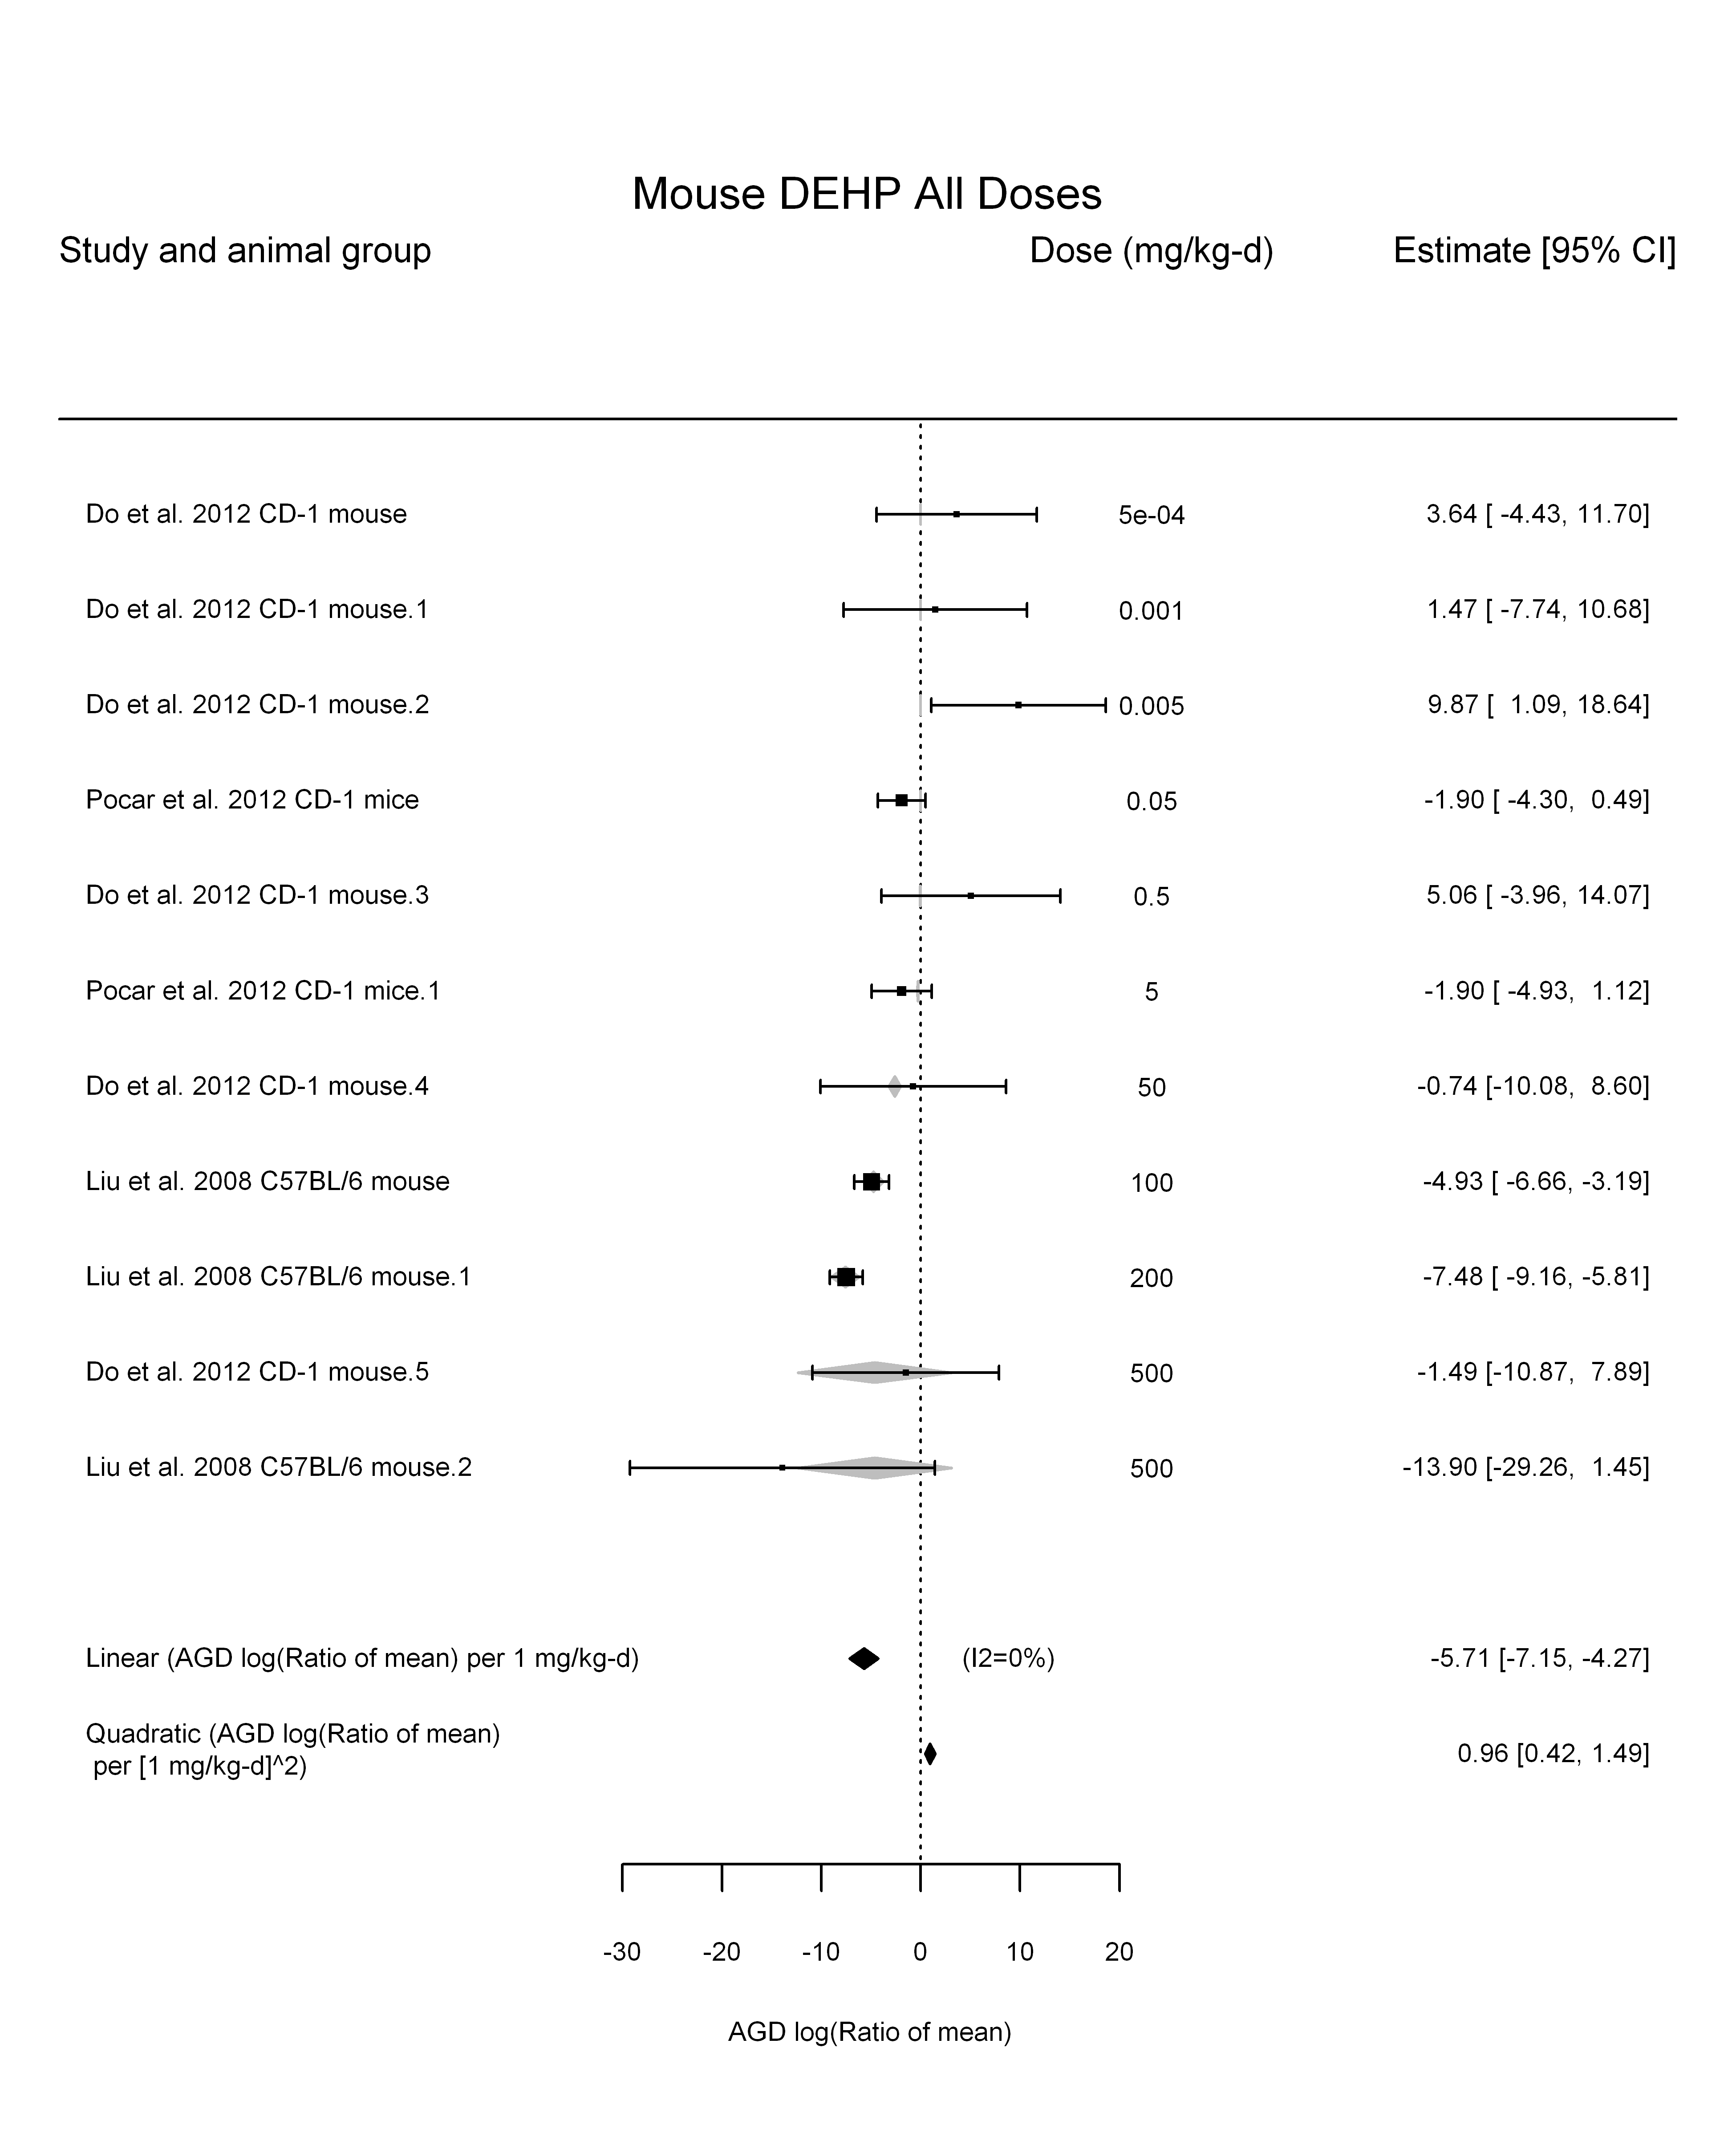 Mouse DEHP All Doses
Study and animal group Dose (mg/kg-d) Estimate [95% CI]
Do et al. 2012 CD-1 mouse 5e-04 3.64 [ -4.43, 11.70]
Do et al. 2012 CD-1 mouse.1 0.001 1.47 [ -7.74, 10.68]
Do et al. 2012 CD-1 mouse.2 0.005 9.87 [ 1.09, 18.64]
Pocar et al. 2012 CD-1 mice 0.05 -1.90 [ -4.30, 0.49]
Do et al. 2012 CD-1 mouse.3 0.5 5.06 [ -3.96, 14.07]
Pocar et al. 2012 CD-1 mice.1 5 -1.90 [ -4.93, 1.12]
Do et al. 2012 CD-1 mouse.4 50 -0.74 [-10.08, 8.60]
Liu et al. 2008 C57BL/6 mouse 100 -4.93 [ -6.66, -3.19]
Liu et al. 2008 C57BL/6 mouse.1 200 -7.48 [ -9.16, -5.81]
Do et al. 2012 CD-1 mouse.5 500 -1.49 [-10.87, 7.89]
Liu et al. 2008 C57BL/6 mouse.2 500 -13.90 [-29.26, 1.45]
Linear (AGD log(Ratio of mean) per 1 mg/kg-d) (I2=0%) -5.71 [-7.15, -4.27]
Quadratic (AGD log(Ratio of mean)
per [1 mg/kg-d]^2) 0.96 [0.42, 1.49]
-30 -20 -10 0 10 20
AGD log(Ratio of mean)